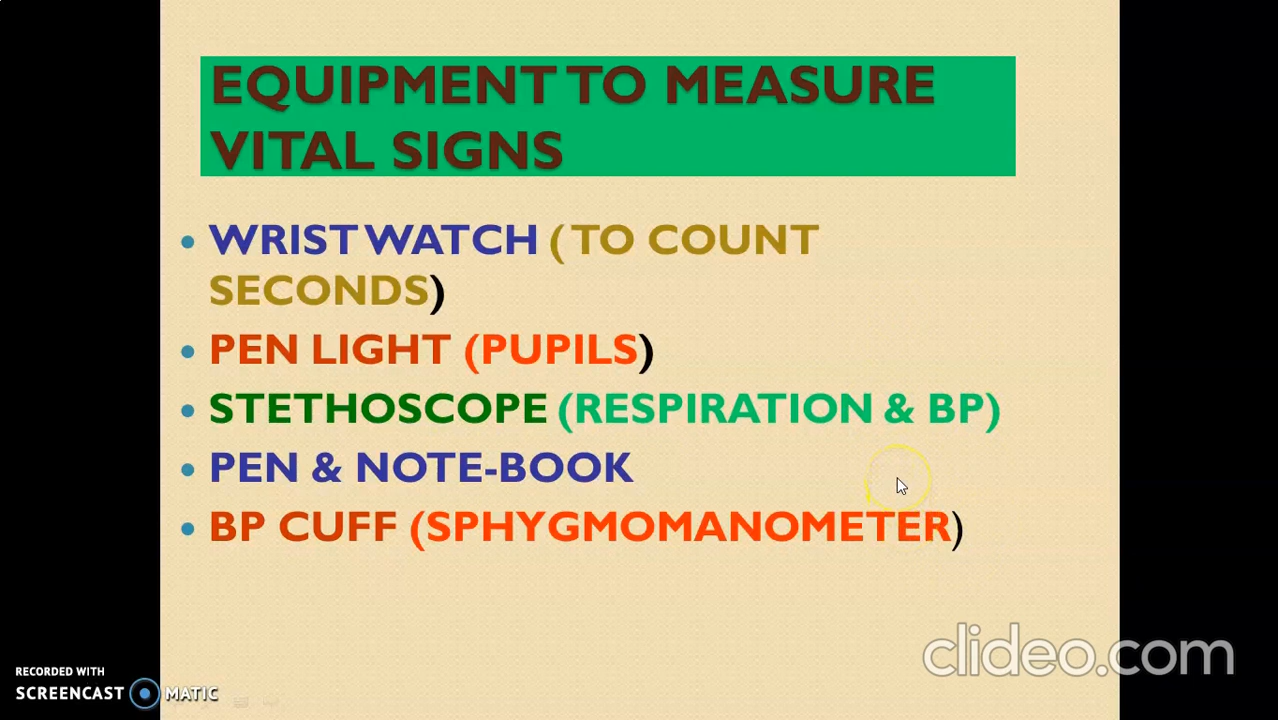 EQUIPMENT TO MEASURE
VITAL SIGNS
• WRIST WATCH ( TO COUNT
SECONDS)
• PEN LIGHT (PUPILS)
• STETHOSCOPE (RESPIRATION & BP)
• PEN & NOTE-BOOK
• BP CUFF (SPHYGMOMANOMETER)
clideo.com
RECORDED WITH
SCREENCAST MATIC